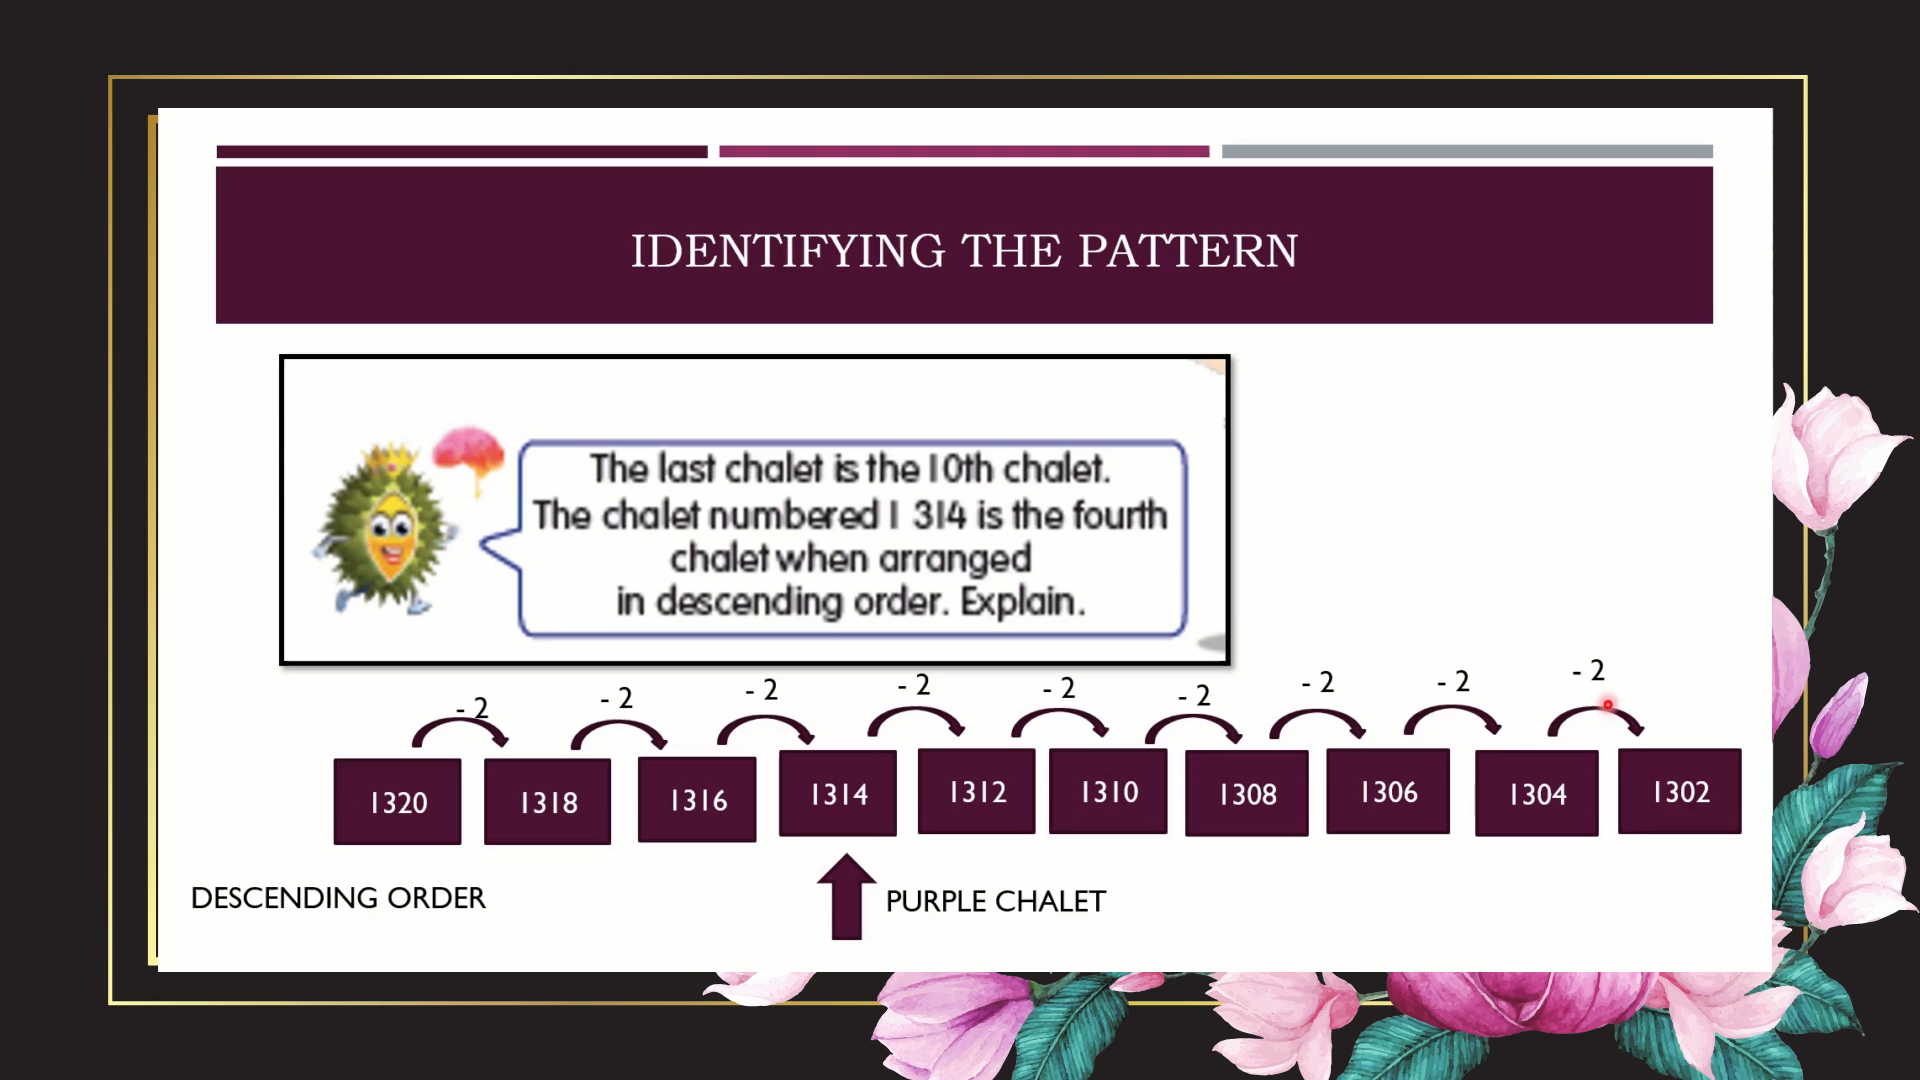 IDENTIFYING THE PATTERN
The last chalet is the 10th chalet.
The chalet numbered 1 314 is the fourth
chalet when arranged
in descending order. Explain.
- 2 - 2 - 2 - 2 - 2 - 2 - 2 - 2 - 2
1320 1318 1316 1314 1312 1310 1308 1306 1304 1302
DESCENDING ORDER
PURPLE CHALET